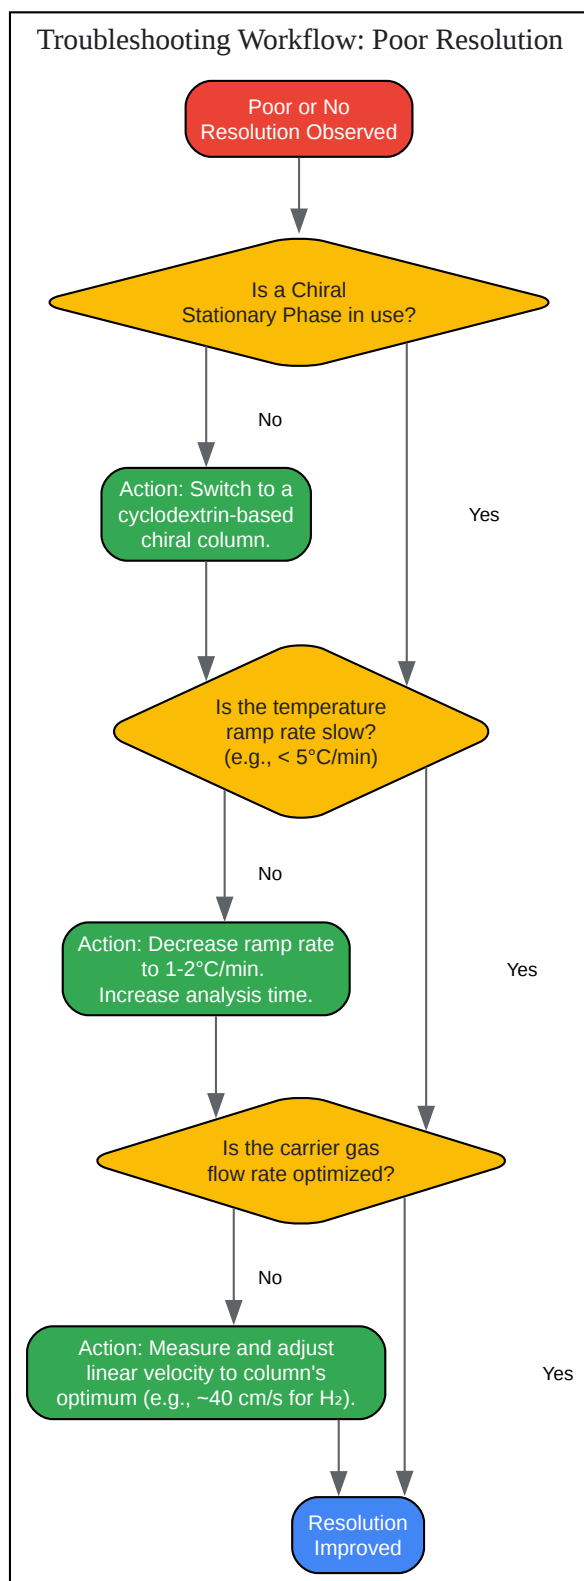 Troubleshooting Workflow: Poor Resolution
Poor or No
Resolution Observed
Is a Chiral
Stationary Phase in use?
No
Action: Switch to a
cyclodextrin-based
chiral column.
Yes
Is the temperature
ramp rate slow?
(e.g., < 5°C/min)
No
Action: Decrease ramp rate
to 1-2°C/min.
Increase analysis time.
Yes
Is the carrier gas
flow rate optimized?
No
Action: Measure and adjust
linear velocity to column's
optimum (e.g., ~40 cm/s for H₂).
Yes
Resolution
Improved